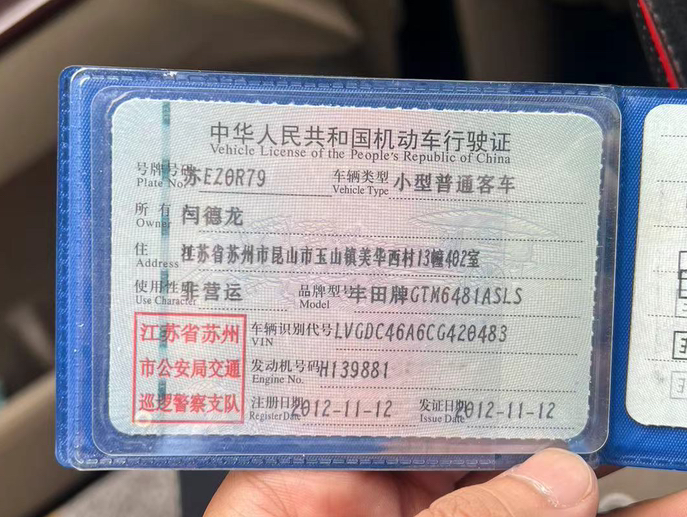 中华人民共和国机动车行驶证
Vehicle License of the People's Republic of China
号牌号码 苏EZ0R79 车辆类型 小型普通客车
Plate No. Vehicle Type
所有 闫德龙
Owner
住 江苏省苏州市昆山市玉山镇美华西村13幢402室
Address
使用性 非营运 品牌型号 丰田牌GTM6481ASLS
Use Character Model
江苏省苏州
市公安局交通
巡逻警察支队
车辆识别代号 LVGDC46A6CG420483
VIN
发动机号码 H139881
Engine No.
注册日期 2012-11-12 发证日期 2012-11-12
Register Date Issue Date